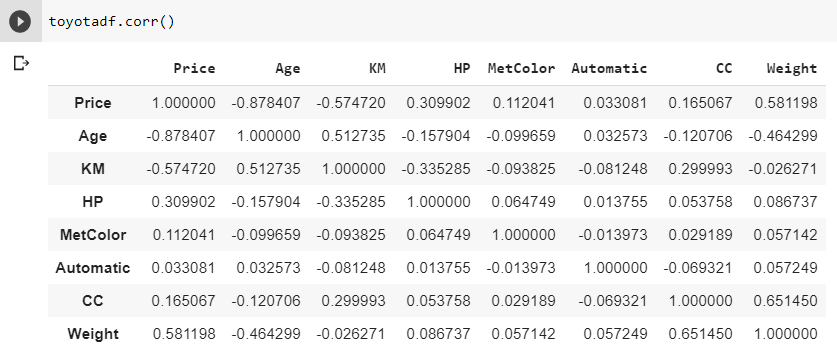 toyotadf.corr()
Price Age KM HP MetColor Automatic CC Weight
Price 1.000000 -0.878407 -0.574720 0.309902 0.112041 0.033081 0.165067 0.581198
Age -0.878407 1.000000 0.512735 -0.157904 -0.099659 0.032573 -0.120706 -0.464299
KM -0.574720 0.512735 1.000000 -0.335285 -0.093825 -0.081248 0.299993 -0.026271
HP 0.309902 -0.157904 -0.335285 1.000000 0.064749 0.013755 0.053758 0.086737
MetColor 0.112041 -0.099659 -0.093825 0.064749 1.000000 -0.013973 0.029189 0.057142
Automatic 0.033081 0.032573 -0.081248 0.013755 -0.013973 1.000000 -0.069321 0.057249
CC 0.165067 -0.120706 0.299993 0.053758 0.029189 -0.069321 1.000000 0.651450
Weight 0.581198 -0.464299 -0.026271 0.086737 0.057142 0.057249 0.651450 1.000000